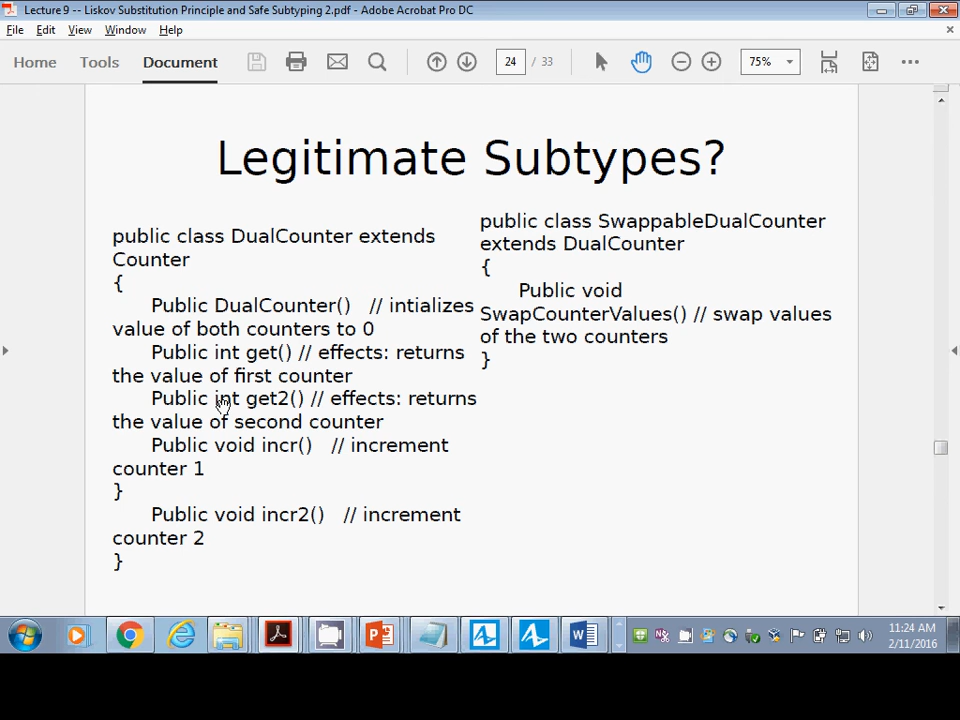 Lecture 9 -- Liskov Substitution Principle and Safe Subtyping 2.pdf - Adobe Acrobat Pro DC
File Edit View Window Help
Home Tools Document 24 / 33 75%
Legitimate Subtypes?
public class DualCounter extends
Counter
{
Public DualCounter() // intializes
value of both counters to 0
Public int get() // effects: returns
the value of first counter
Public int get2() // effects: returns
the value of second counter
Public void incr() // increment
counter 1
}
Public void incr2() // increment
counter 2
}
public class SwappableDualCounter
extends DualCounter
{
Public void
SwapCounterValues() // swap values
of the two counters
}
11:24 AM
2/11/2016